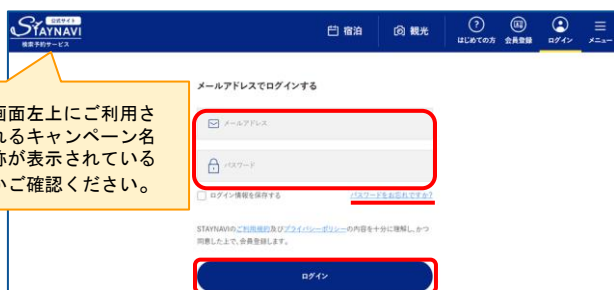 公式サイト
STAYNAVI
検索予約サービス
宿泊
観光
はじめての方
会員登録
ログイン
メニュー
メールアドレスでログインする
メールアドレス
パスワード
ログイン情報を保存する
パスワードをお忘れですか?
STAYNAVIのご利用規約及びプライバシーポリシーの内容を十分に理解し、かつ
同意した上で、会員登録します。
ログイン
画面左上にご利用さ
れるキャンペーン名
称が表示されている
かご確認ください。